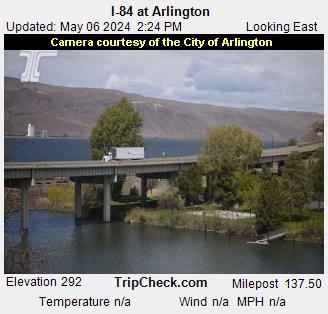 I-84 at Arlington
Updated: May 06 2024  2:24 PM    Looking East
Camera courtesy of the City of Arlington
Elevation 292    TripCheck.com    Milepost 137.50
Temperature n/a    Wind n/a  MPH n/a